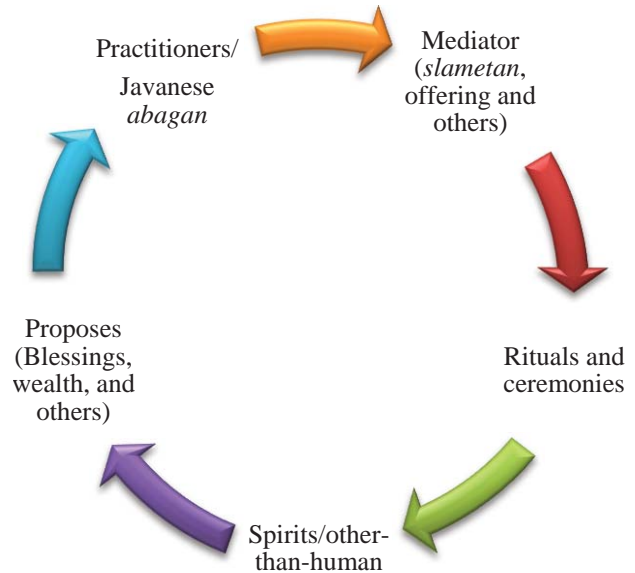 Practitioners/
Javanese
abagan
Mediator
(slametan,
offering and
others)
Rituals and
ceremonies
Spirits/other-
than-human
Proposes
(Blessings,
wealth, and
others)